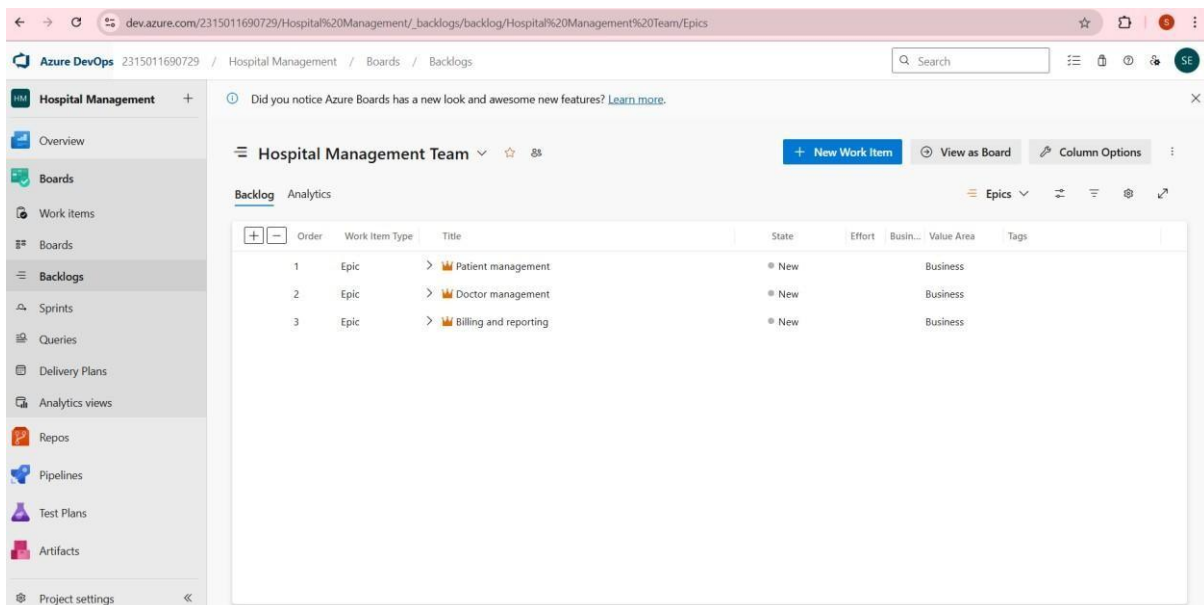 dev.azure.com/2315011690729/Hospital%20Management/_backlogs/backlog/Hospital%20Management%20Team/Epics
S
Azure DevOps 2315011690729 / Hospital Management / Boards / Backlogs
Search
SE
HM Hospital Management
Did you notice Azure Boards has a new look and awesome new features? Learn more.
Overview
Boards
Work items
Boards
Backlogs
Sprints
Queries
Delivery Plans
Analytics views
Repos
Pipelines
Test Plans
Artifacts
Project settings
Hospital Management Team
+ New Work Item View as Board Column Options
Backlog Analytics
Epics
Order Work Item Type Title State Effort Busin... Value Area Tags
1 Epic Patient management New Business
2 Epic Doctor management New Business
3 Epic Billing and reporting New Business